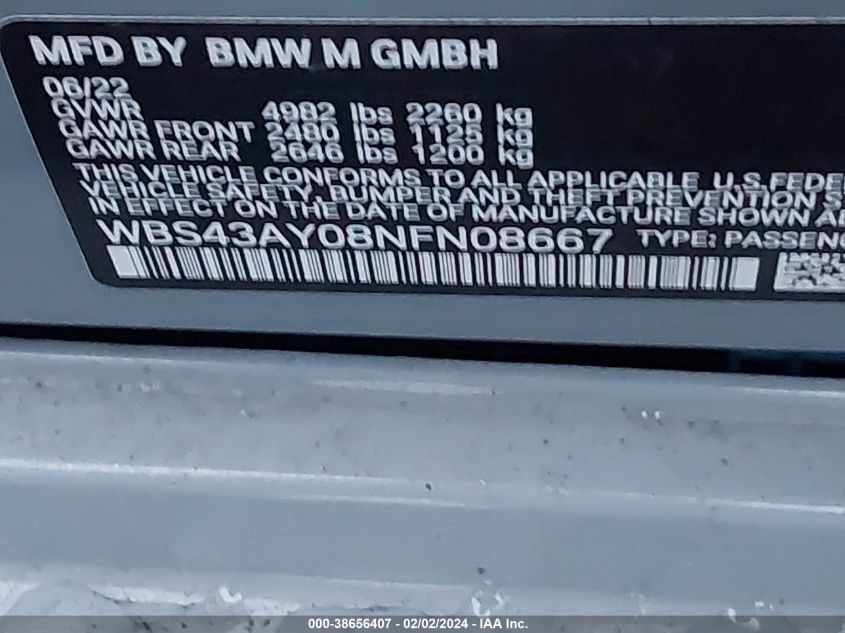 MFD BY BMW M GMBH
06/22
GVWR 4982 lbs 2260 kg
GAWR FRONT 2480 lbs 1125 kg
GAWR REAR 2646 lbs 1200 kg
THIS VEHICLE CONFORMS TO ALL APPLICABLE U.S. FEDE
VEHICLE SAFETY, BUMPER AND THEFT PREVENTION S
IN EFFECT ON THE DATE OF MANUFACTURE SHOWN AB
WBS43AY08NFN08667 TYPE: PASSENG
000-38656407 - 02/02/2024 - IAA Inc.